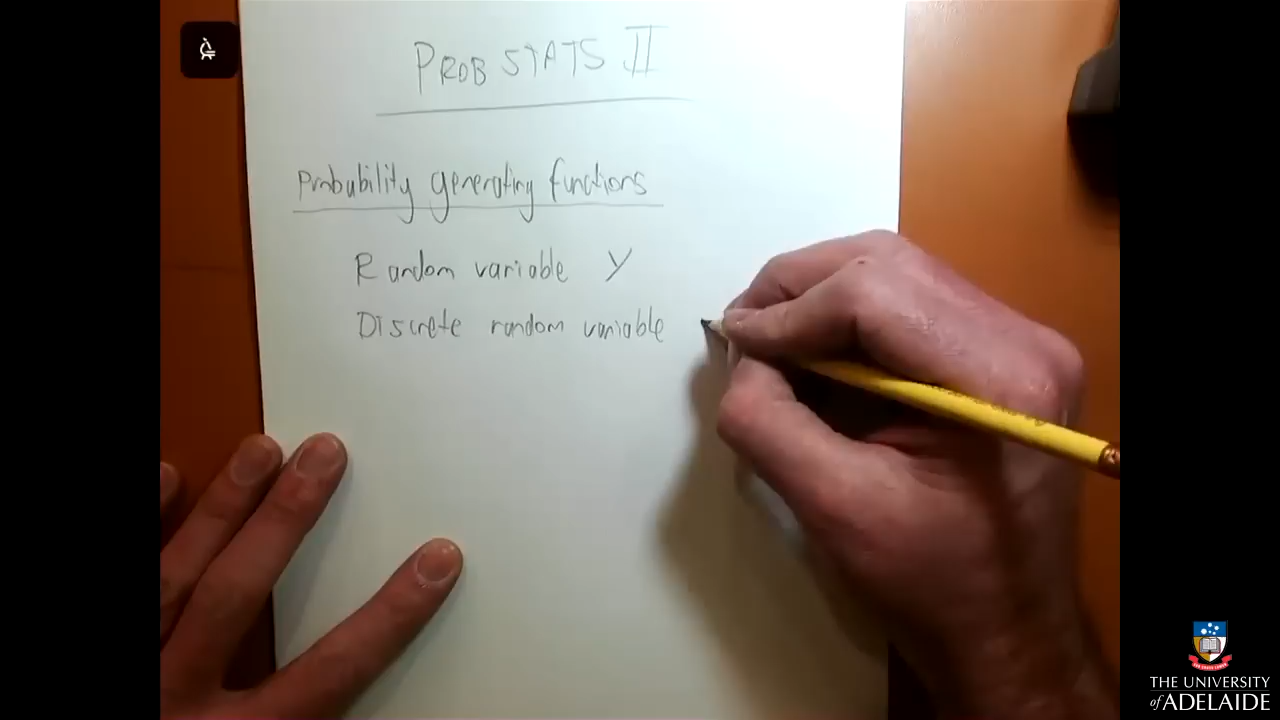 PROB STATS II
Probability generating functions
Random variable Y
Discrete random variable
THE UNIVERSITY
of ADELAIDE